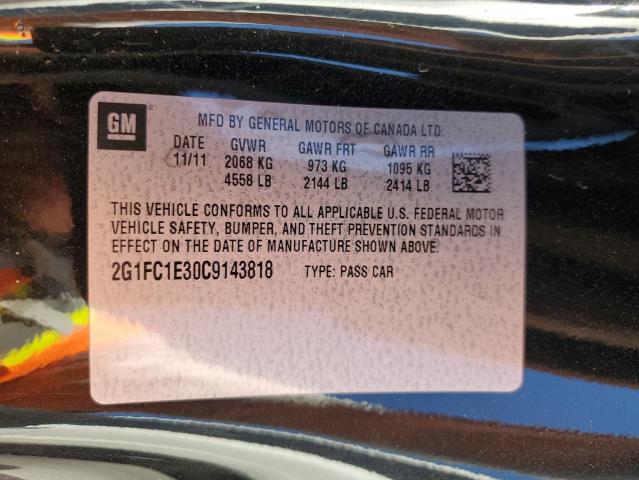 GM
MFD BY GENERAL MOTORS OF CANADA LTD.
DATE GVWR GAWR FRT GAWR RR
11/11 2068 KG 973 KG 1095 KG
4558 LB 2144 LB 2414 LB
THIS VEHICLE CONFORMS TO ALL APPLICABLE U.S. FEDERAL MOTOR
VEHICLE SAFETY, BUMPER, AND THEFT PREVENTION STANDARDS IN
EFFECT ON THE DATE OF MANUFACTURE SHOWN ABOVE.
2G1FC1E30C9143818 TYPE: PASS CAR